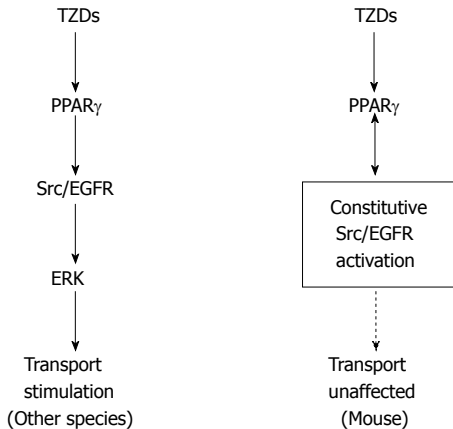 TZDs
PPARγ
Src/EGFR
ERK
Transport
stimulation
(Other species)
TZDs
PPARγ
Constitutive
Src/EGFR
activation
Transport
unaffected
(Mouse)